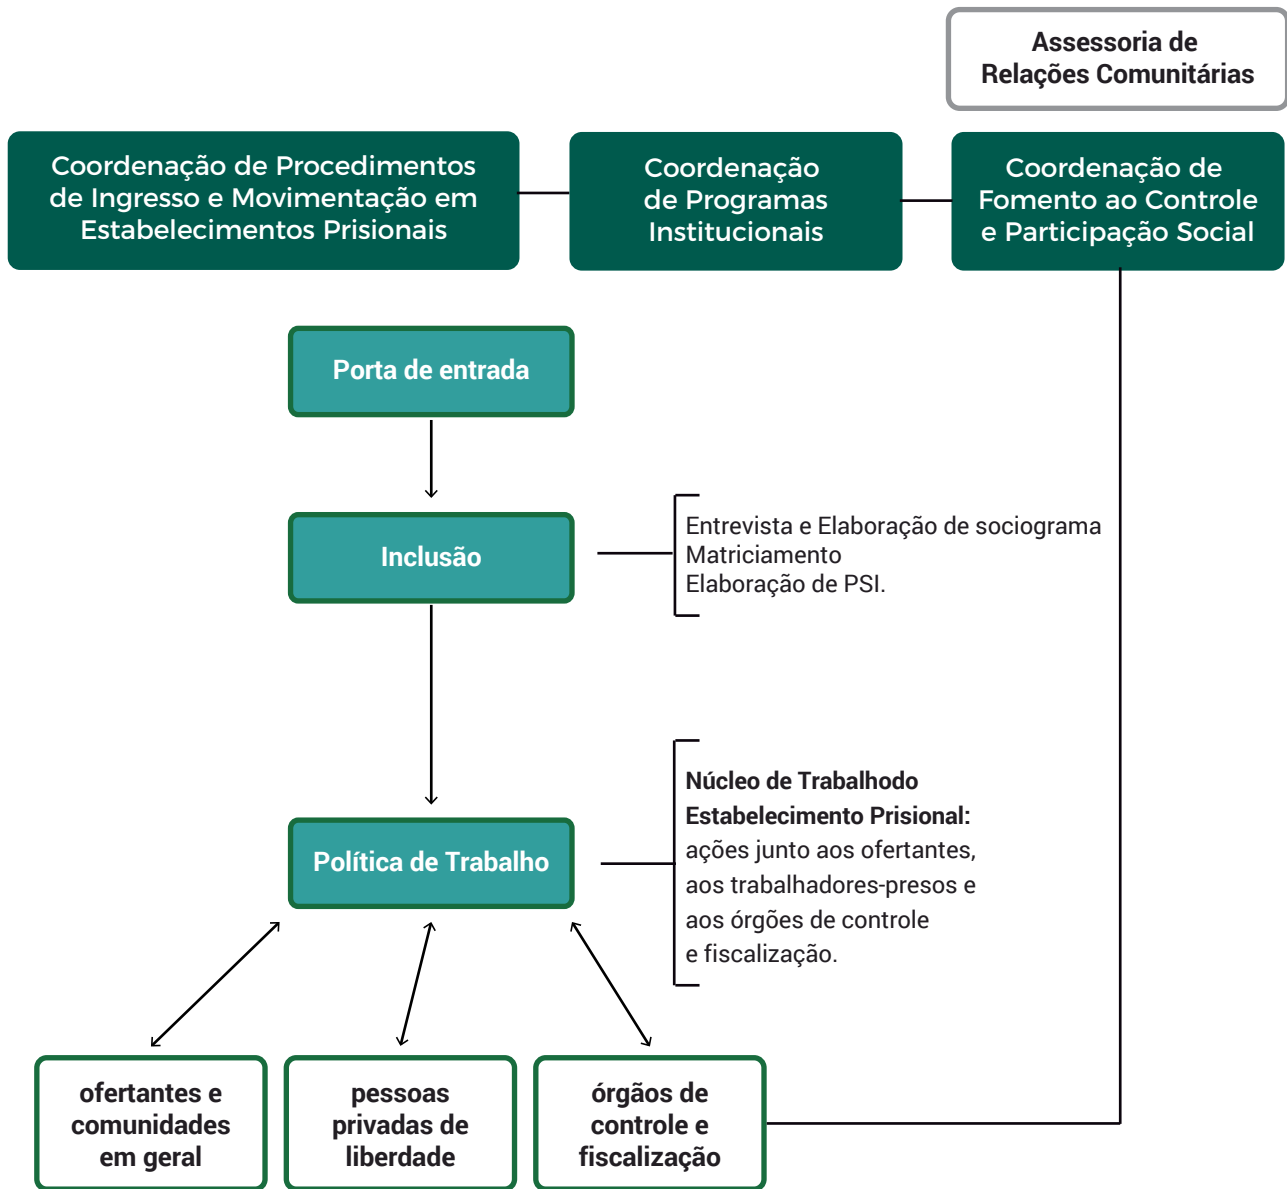 Assessoria de
Relações Comunitárias
Coordenação de Procedimentos
de Ingresso e Movimentação em
Estabelecimentos Prisionais
Coordenação
de Programas
Institucionais
Coordenação de
Fomento ao Controle
e Participação Social
Porta de entrada
Inclusão
Entrevista e Elaboração de sociograma
Matriciamento
Elaboração de PSI.
Política de Trabalho
Núcleo de Trabalhodo
Estabelecimento Prisional:
ações junto aos ofertantes,
aos trabalhadores-presos e
aos órgões de controle
e fiscalização.
ofertantes e
comunidades
em geral
pessoas
privadas de
liberdade
órgãos de
controle e
fiscalização